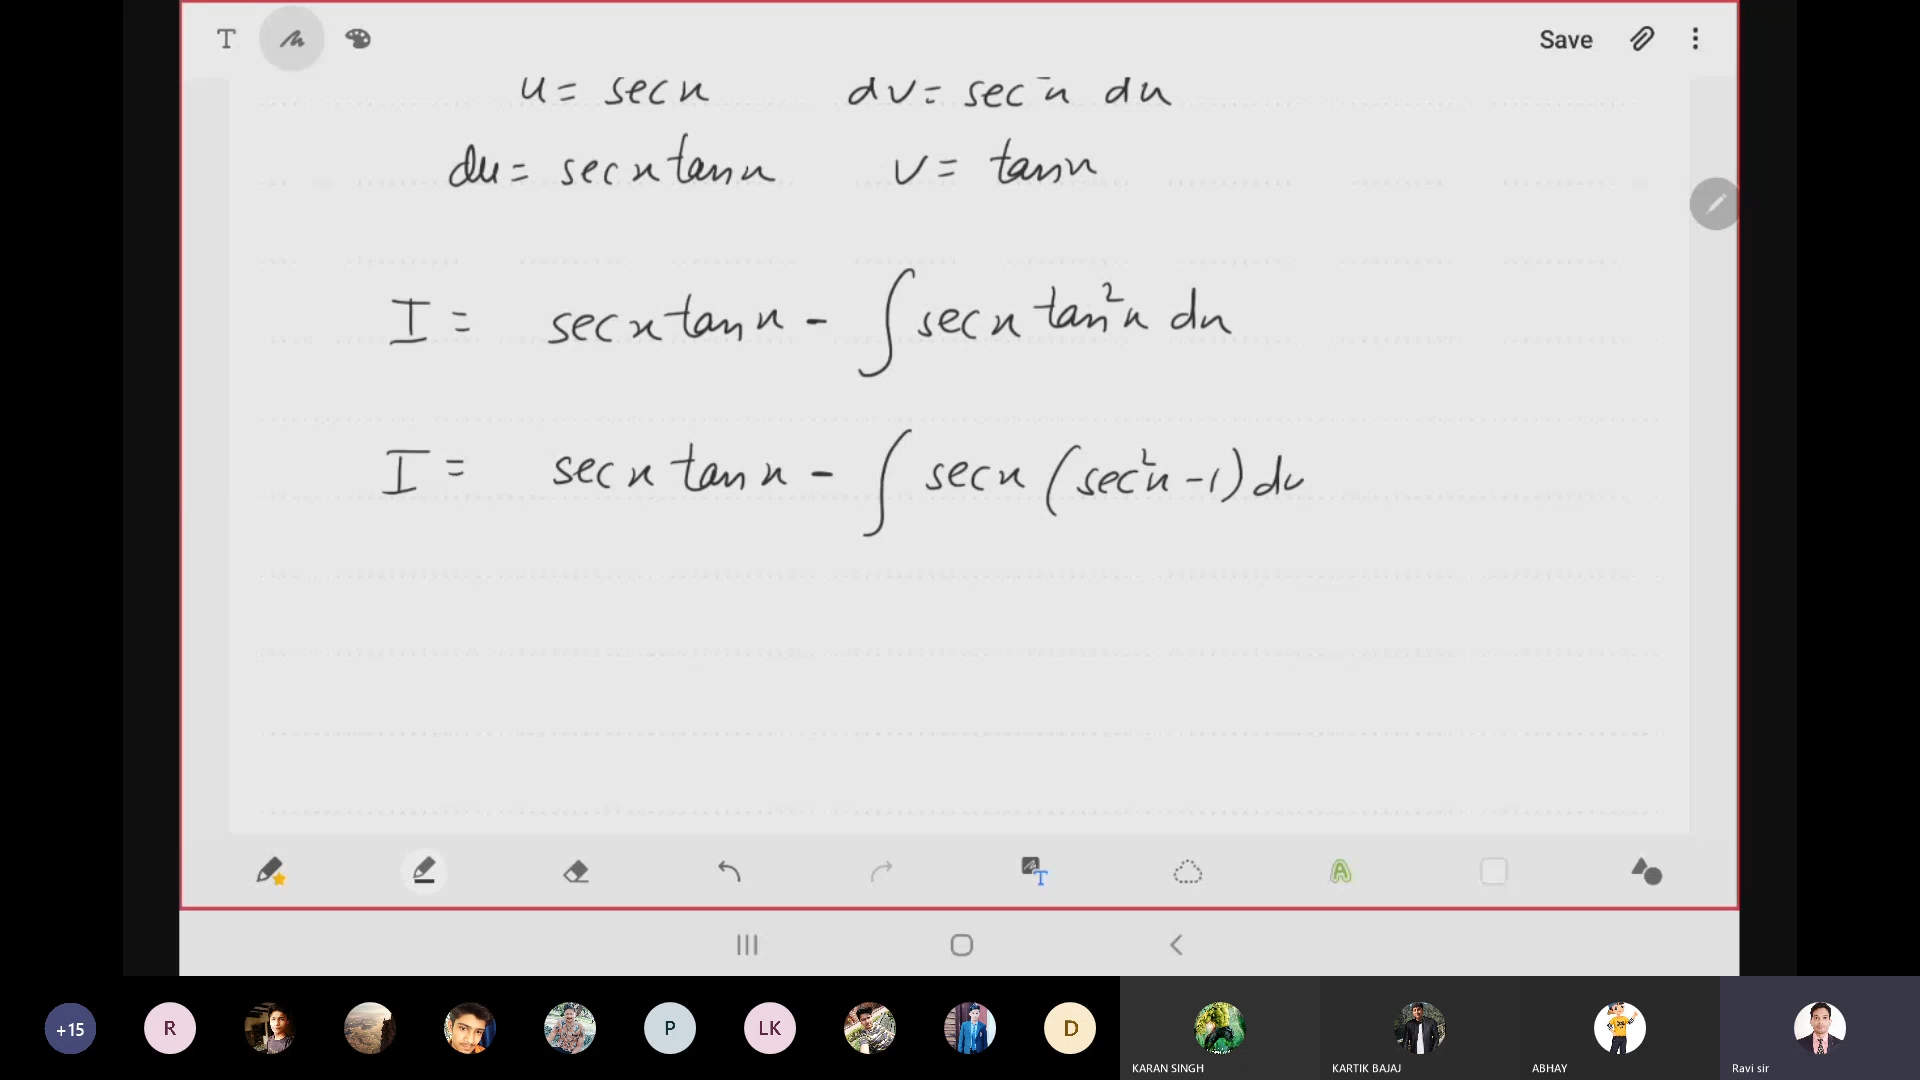 T
Save
u = sec x dv = sec²x dx
du = sec x tan x v = tan x
I = sec x tan x - ∫ sec x tan²x dx
I = sec x tan x - ∫ sec x (sec²x - 1) dx
T
A
+15
R
P
LK
D
KARAN SINGH
KARTIK BAJAJ
ABHAY
Ravi sir